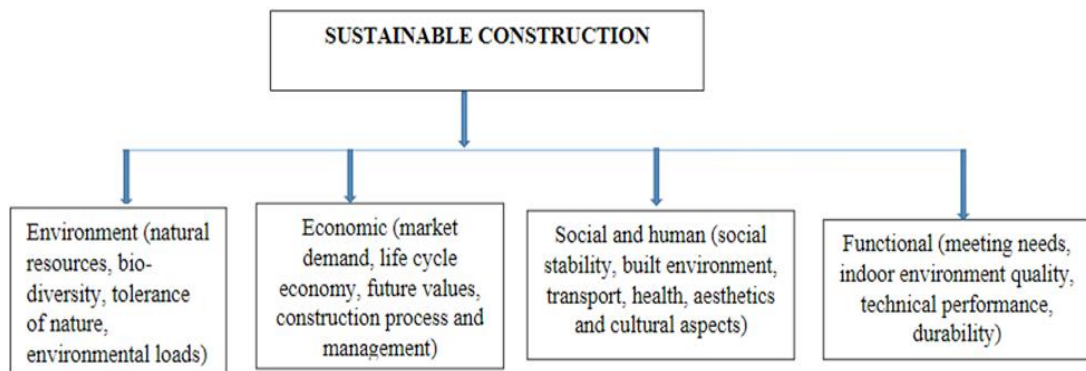 SUSTAINABLE CONSTRUCTION
Environment (natural
resources, bio-
diversity, tolerance
of nature,
environmental loads)
Economic (market
demand, life cycle
economy, future values,
construction process and
management)
Social and human (social
stability, built environment,
transport, health, aesthetics
and cultural aspects)
Functional (meeting needs,
indoor environment quality,
technical performance,
durability)